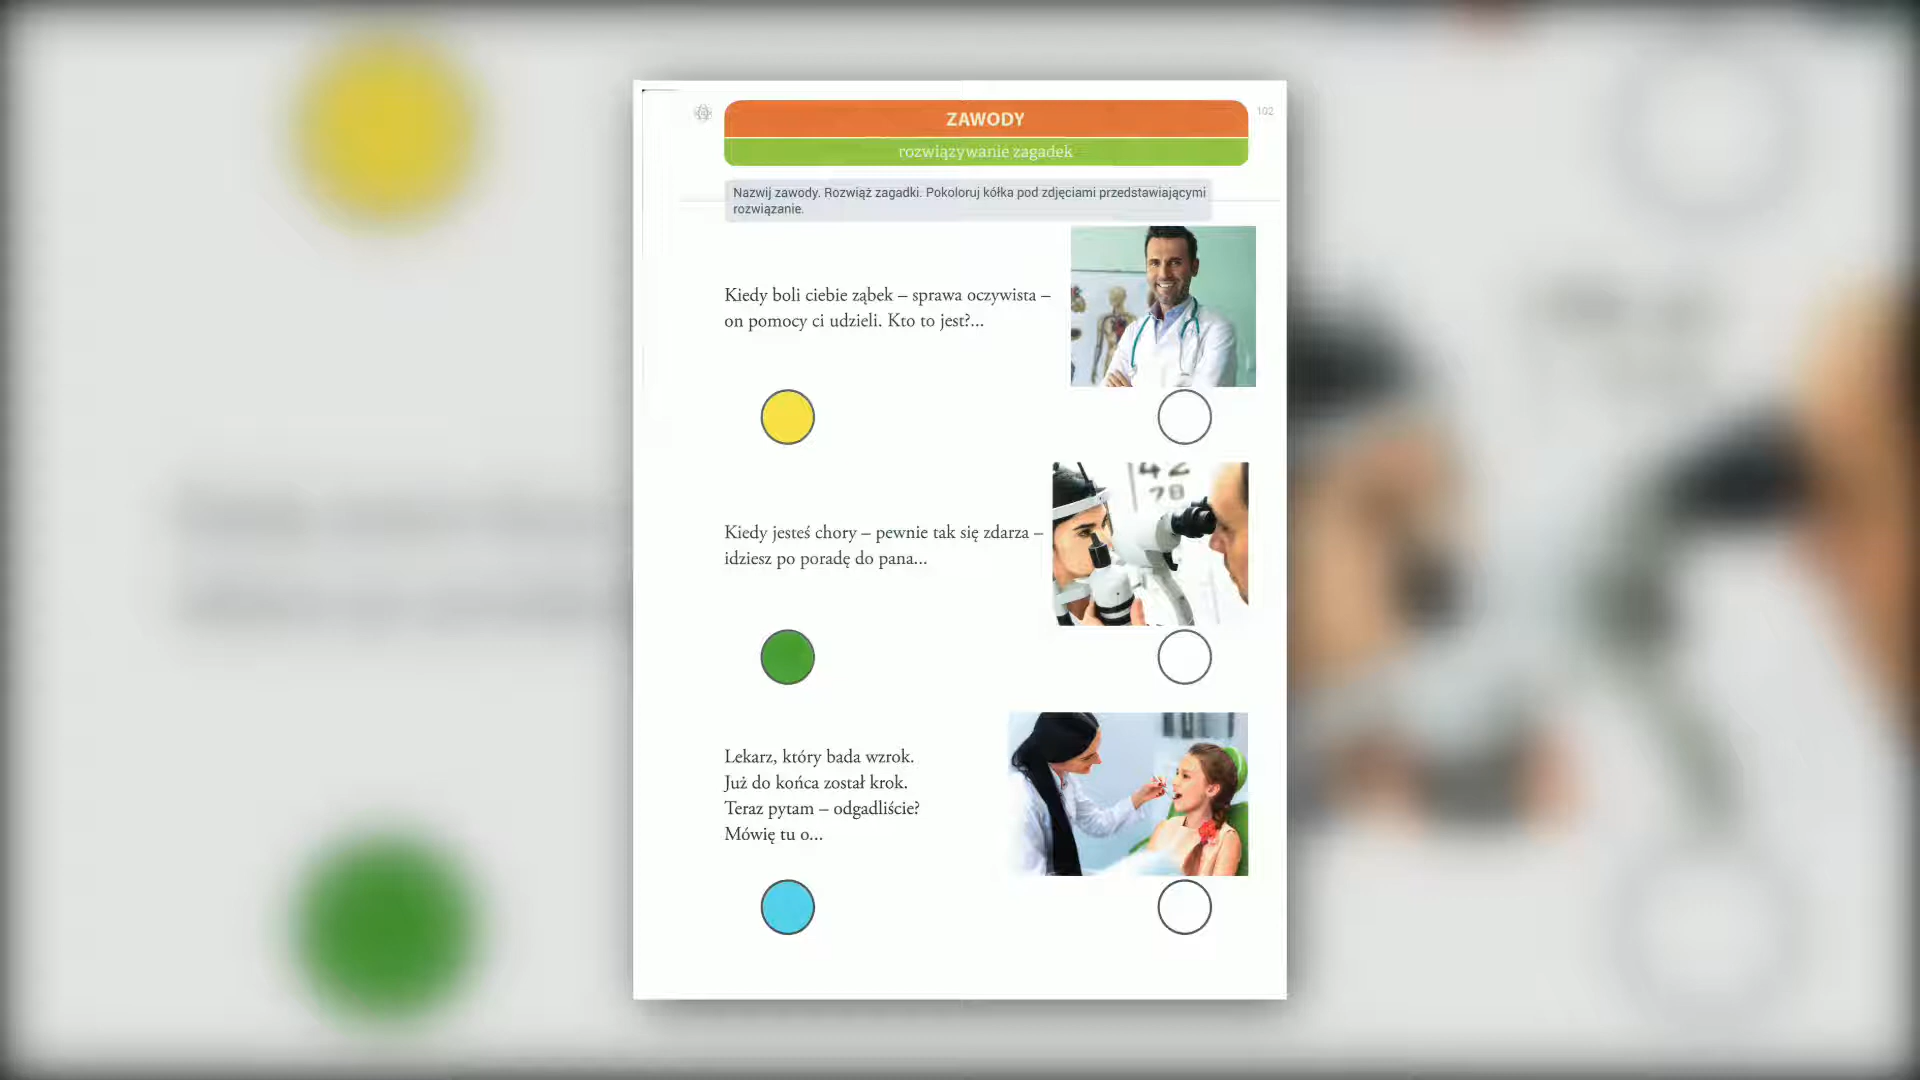 ZAWODY
102
rozwiązywanie zagadek
Nazwij zawody. Rozwiąż zagadki. Pokoloruj kółka pod zdjęciami przedstawiającymi
rozwiązanie.
Kiedy boli ciebie ząbek – sprawa oczywista –
on pomocy ci udzieli. Kto to jest?...
42
78
Kiedy jesteś chory – pewnie tak się zdarza –
idziesz po poradę do pana...
Lekarz, który bada wzrok.
Już do końca został krok.
Teraz pytam – odgadliście?
Mówię tu o...